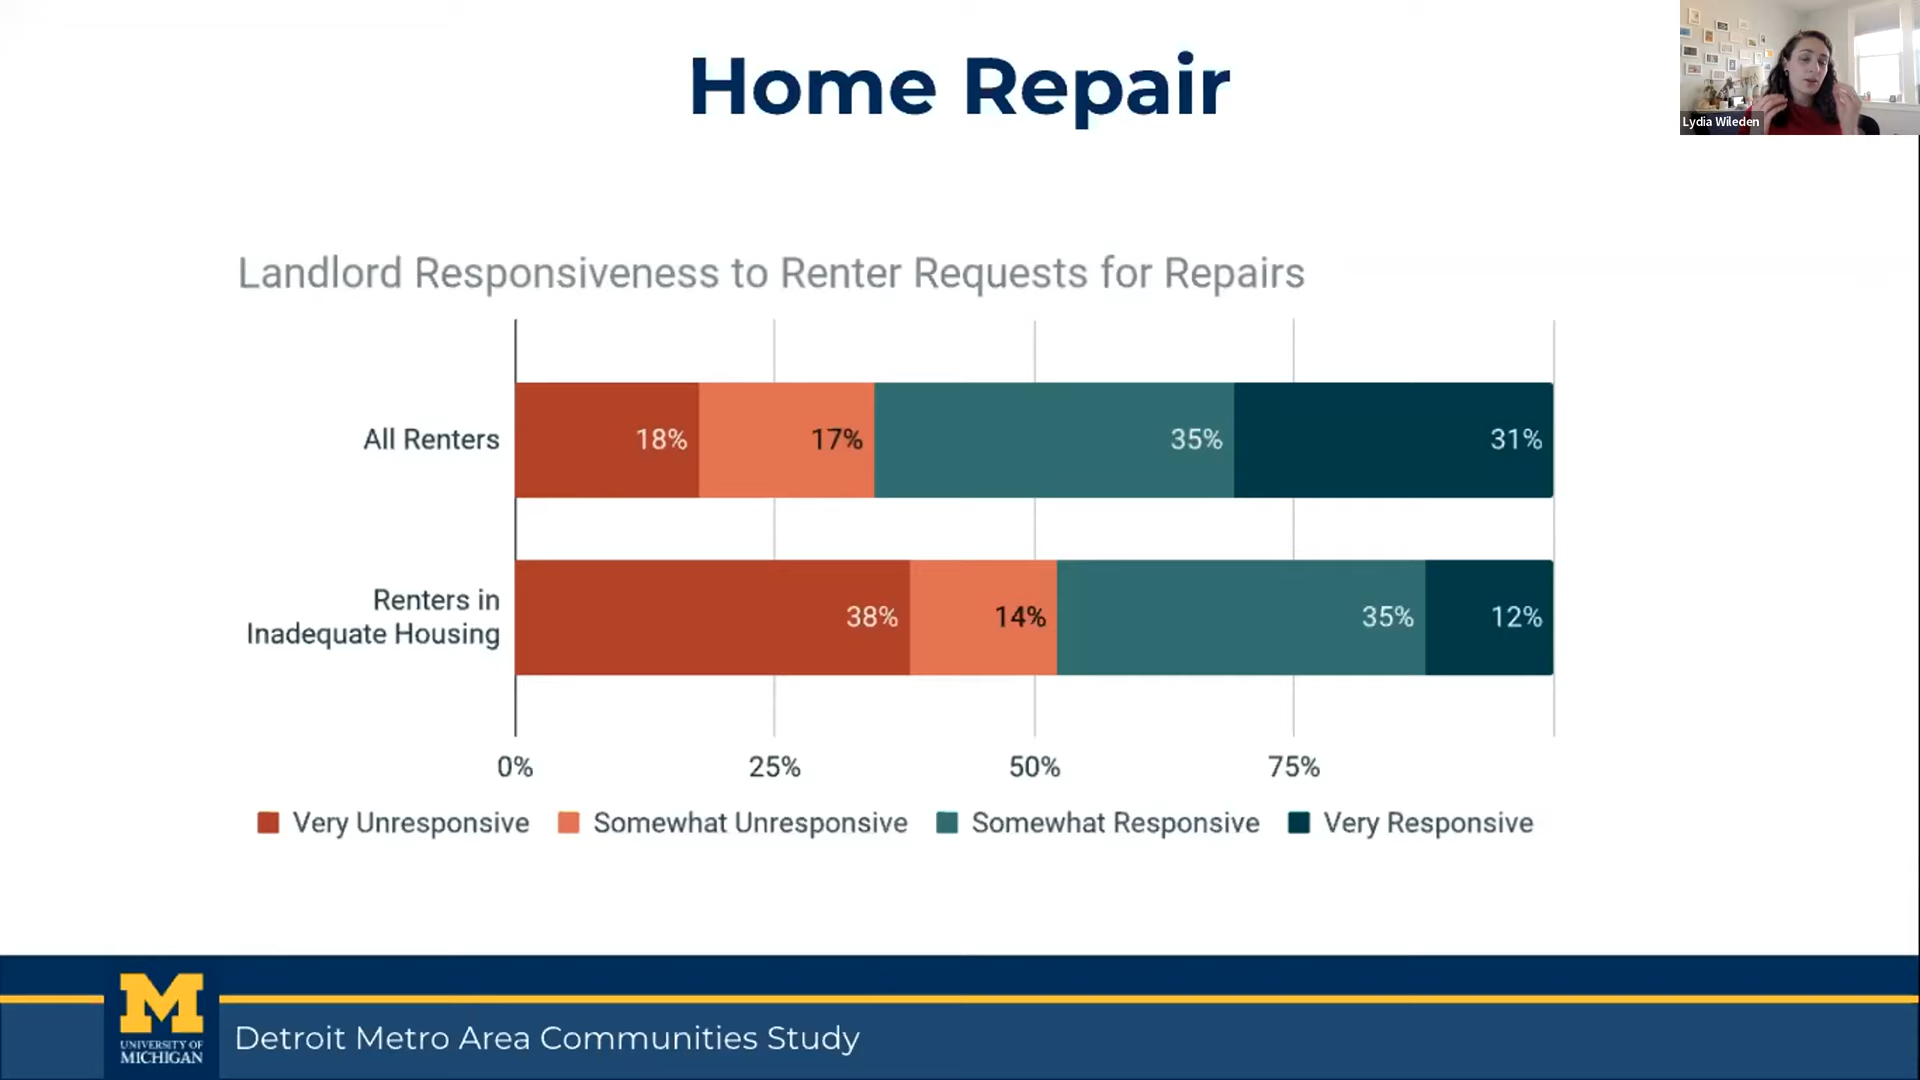 Home Repair
Lydia Wileden
Landlord Responsiveness to Renter Requests for Repairs
All Renters
18%
17%
35%
31%
Renters in
Inadequate Housing
38%
14%
35%
12%
0%
25%
50%
75%
Very Unresponsive
Somewhat Unresponsive
Somewhat Responsive
Very Responsive
M
UNIVERSITY OF
MICHIGAN
Detroit Metro Area Communities Study